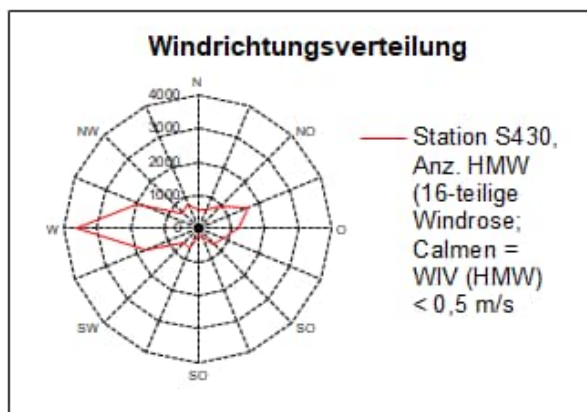 Windrichtungsverteilung
N
4000
3000
2000
1000
0
NW
NO
W
O
SW
SO
SO
Station S430,
Anz. HMW
(16-teilige
Windrose;
Calmen =
WIV (HMW)
< 0,5 m/s